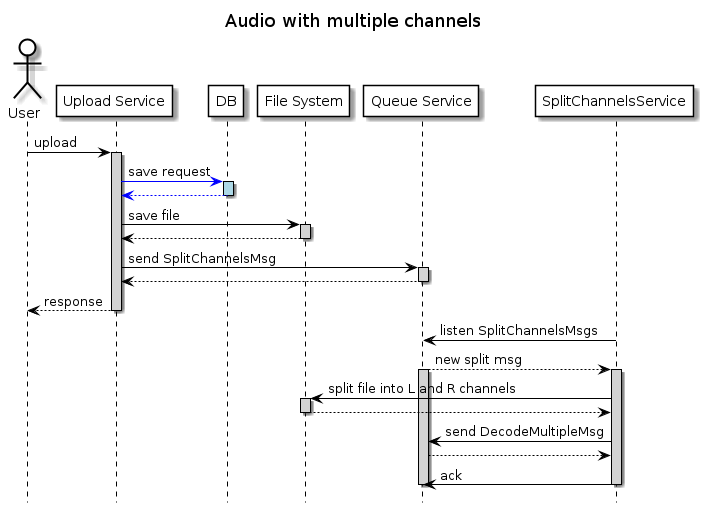 Audio with multiple channels
User
Upload Service
DB
File System
Queue Service
SplitChannelsService
upload
save request
save file
send SplitChannelsMsg
response
listen SplitChannelsMsgs
new split msg
split file into L and R channels
send DecodeMultipleMsg
ack